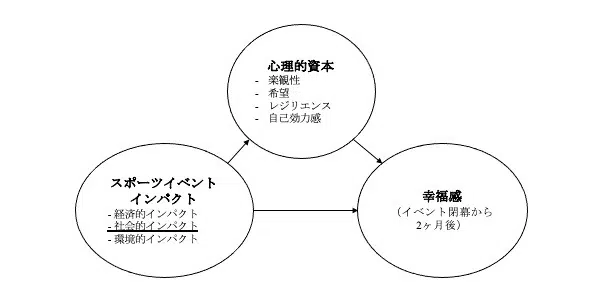 心理的資本
- 楽観性
- 希望
- レジリエンス
- 自己効力感
スポーツイベント
インパクト
- 経済的インパクト
- 社会的インパクト
- 環境的インパクト
幸福感
（イベント閉幕から
2ヶ月後）